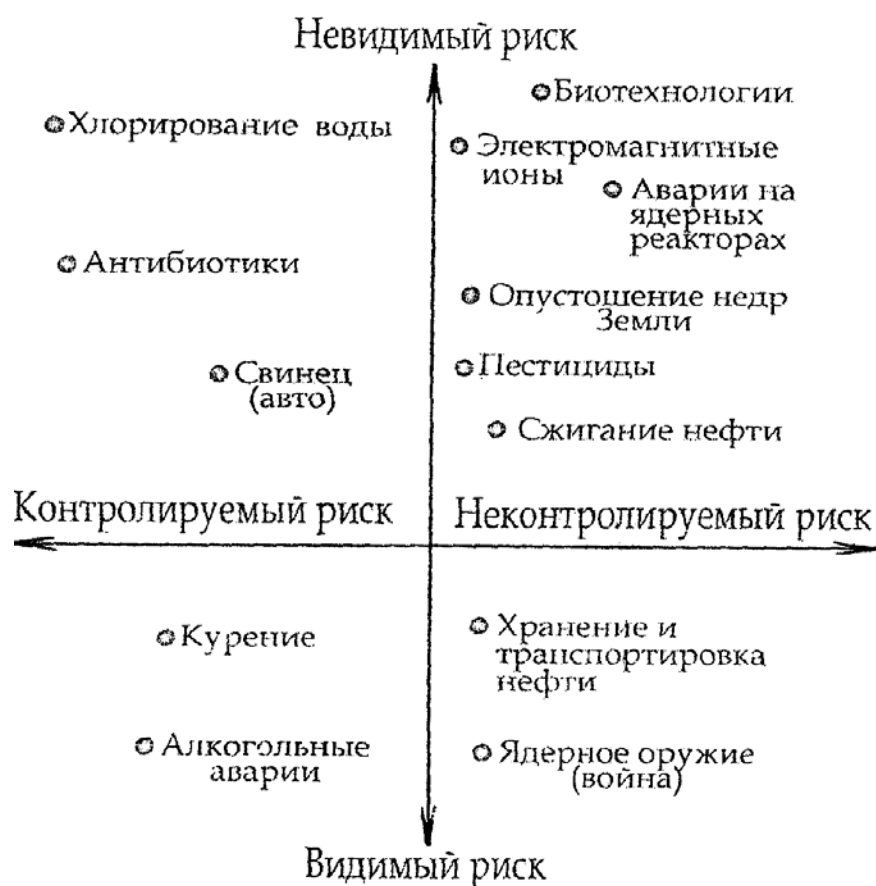 Невидимый риск
Биотехнологии
Хлорирование воды
Электромагнитные
ионы
Аварии на
ядерных
реакторах
Антибиотики
Опустошение недр
Земли
Свинец
(авто)
Пестициды
Сжигание нефти
Контролируемый риск
Неконтролируемый риск
Курение
Хранение и
транспортировка
нефти
Алкогольные
аварии
Ядерное оружие
(война)
Видимый риск